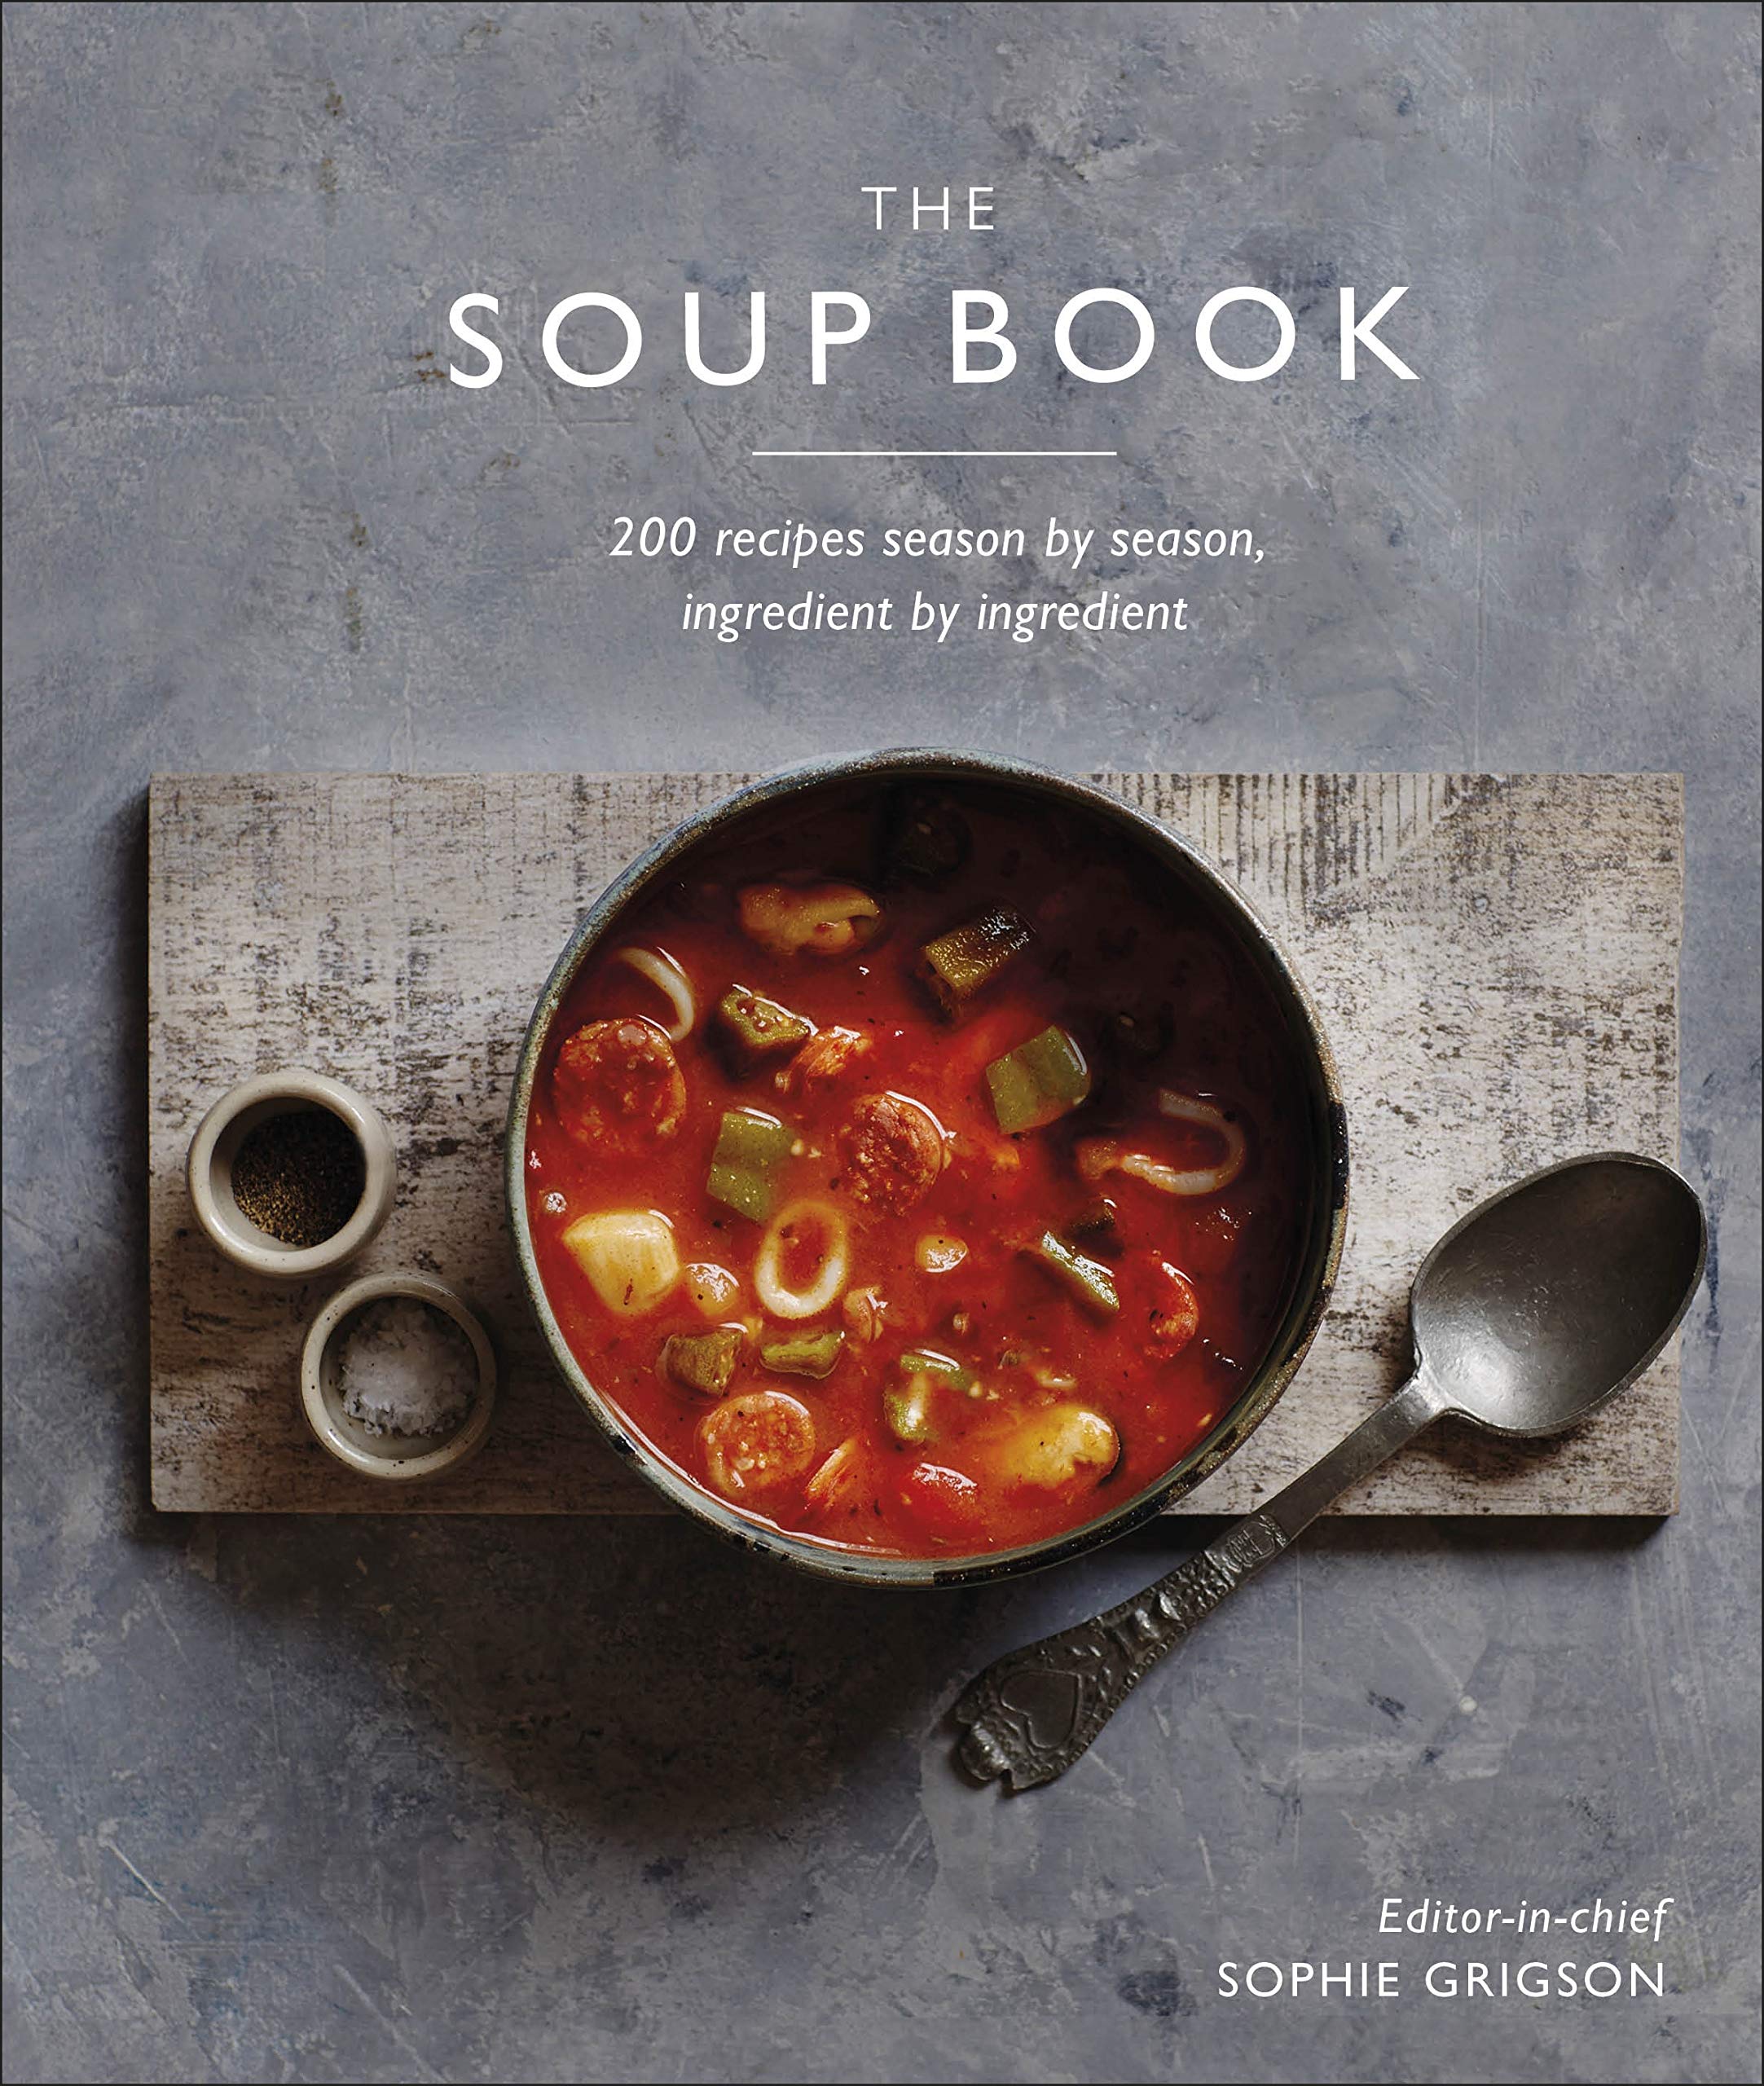 THE
SOUP BOOK
200 recipes season by season,
ingredient by ingredient
Editor-in-chief
SOPHIE GRIGSON